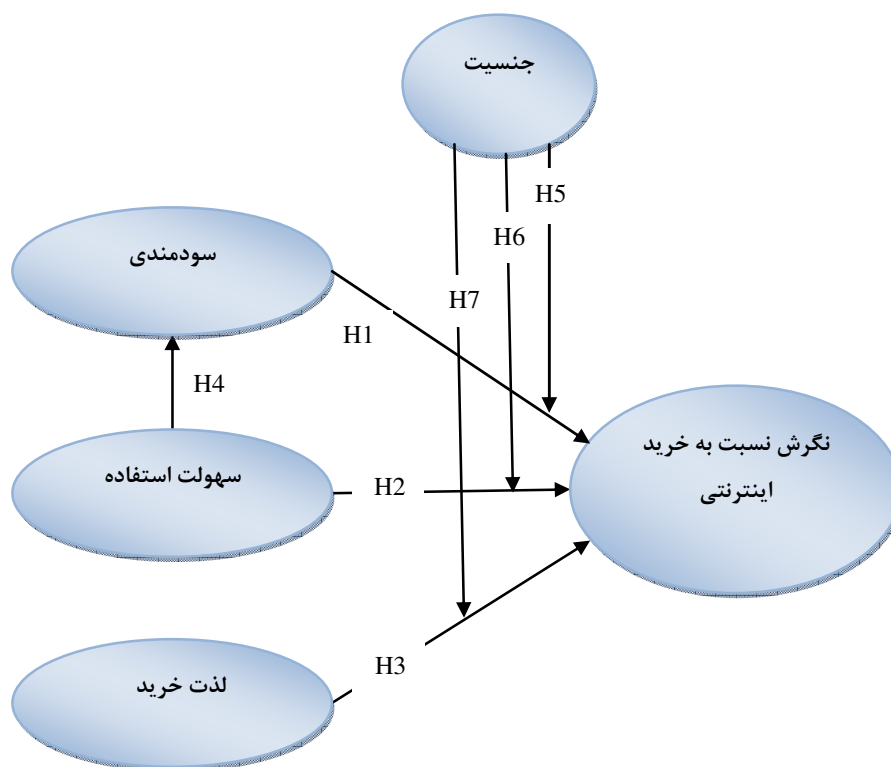 جنسیت
H5
H6
سودمندی
H7
H1
H4
نگرش نسبت به خرید
اینترنتی
سهولت استفاده
H2
لذت خرید
H3